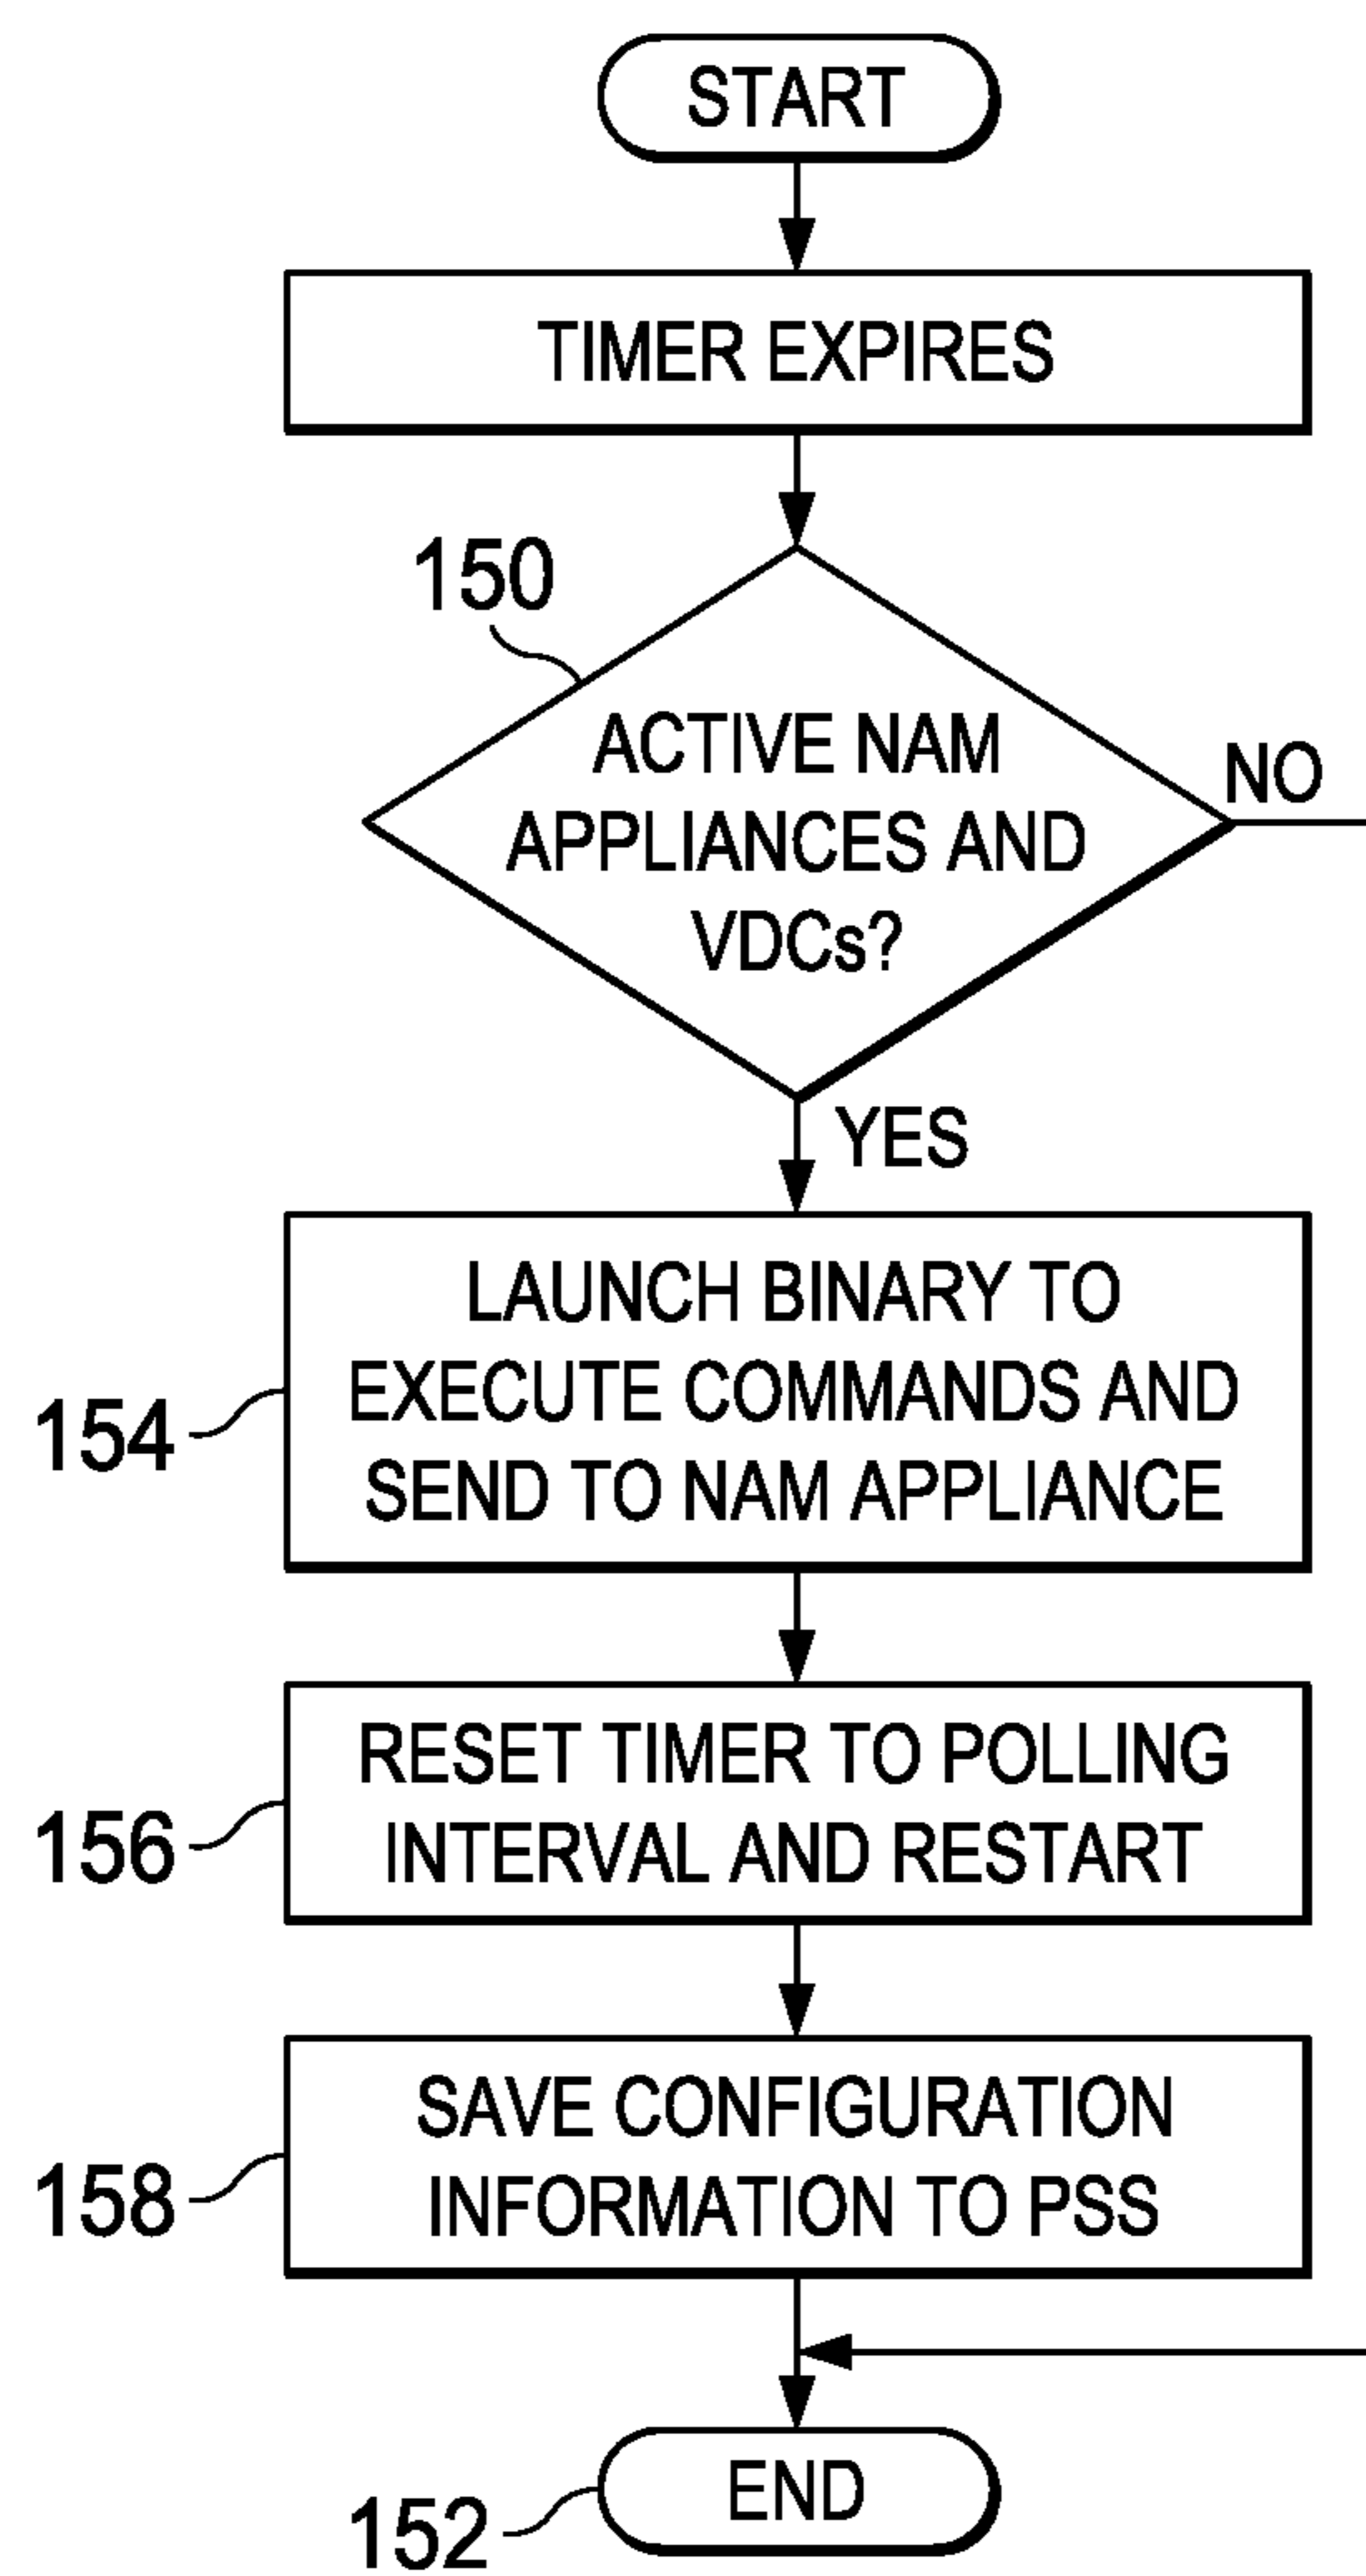 START
TIMER EXPIRES
150
ACTIVE NAM
APPLIANCES AND
VDCs?
NO
YES
154
LAUNCH BINARY TO
EXECUTE COMMANDS AND
SEND TO NAM APPLIANCE
156
RESET TIMER TO POLLING
INTERVAL AND RESTART
158
SAVE CONFIGURATION
INFORMATION TO PSS
152
END